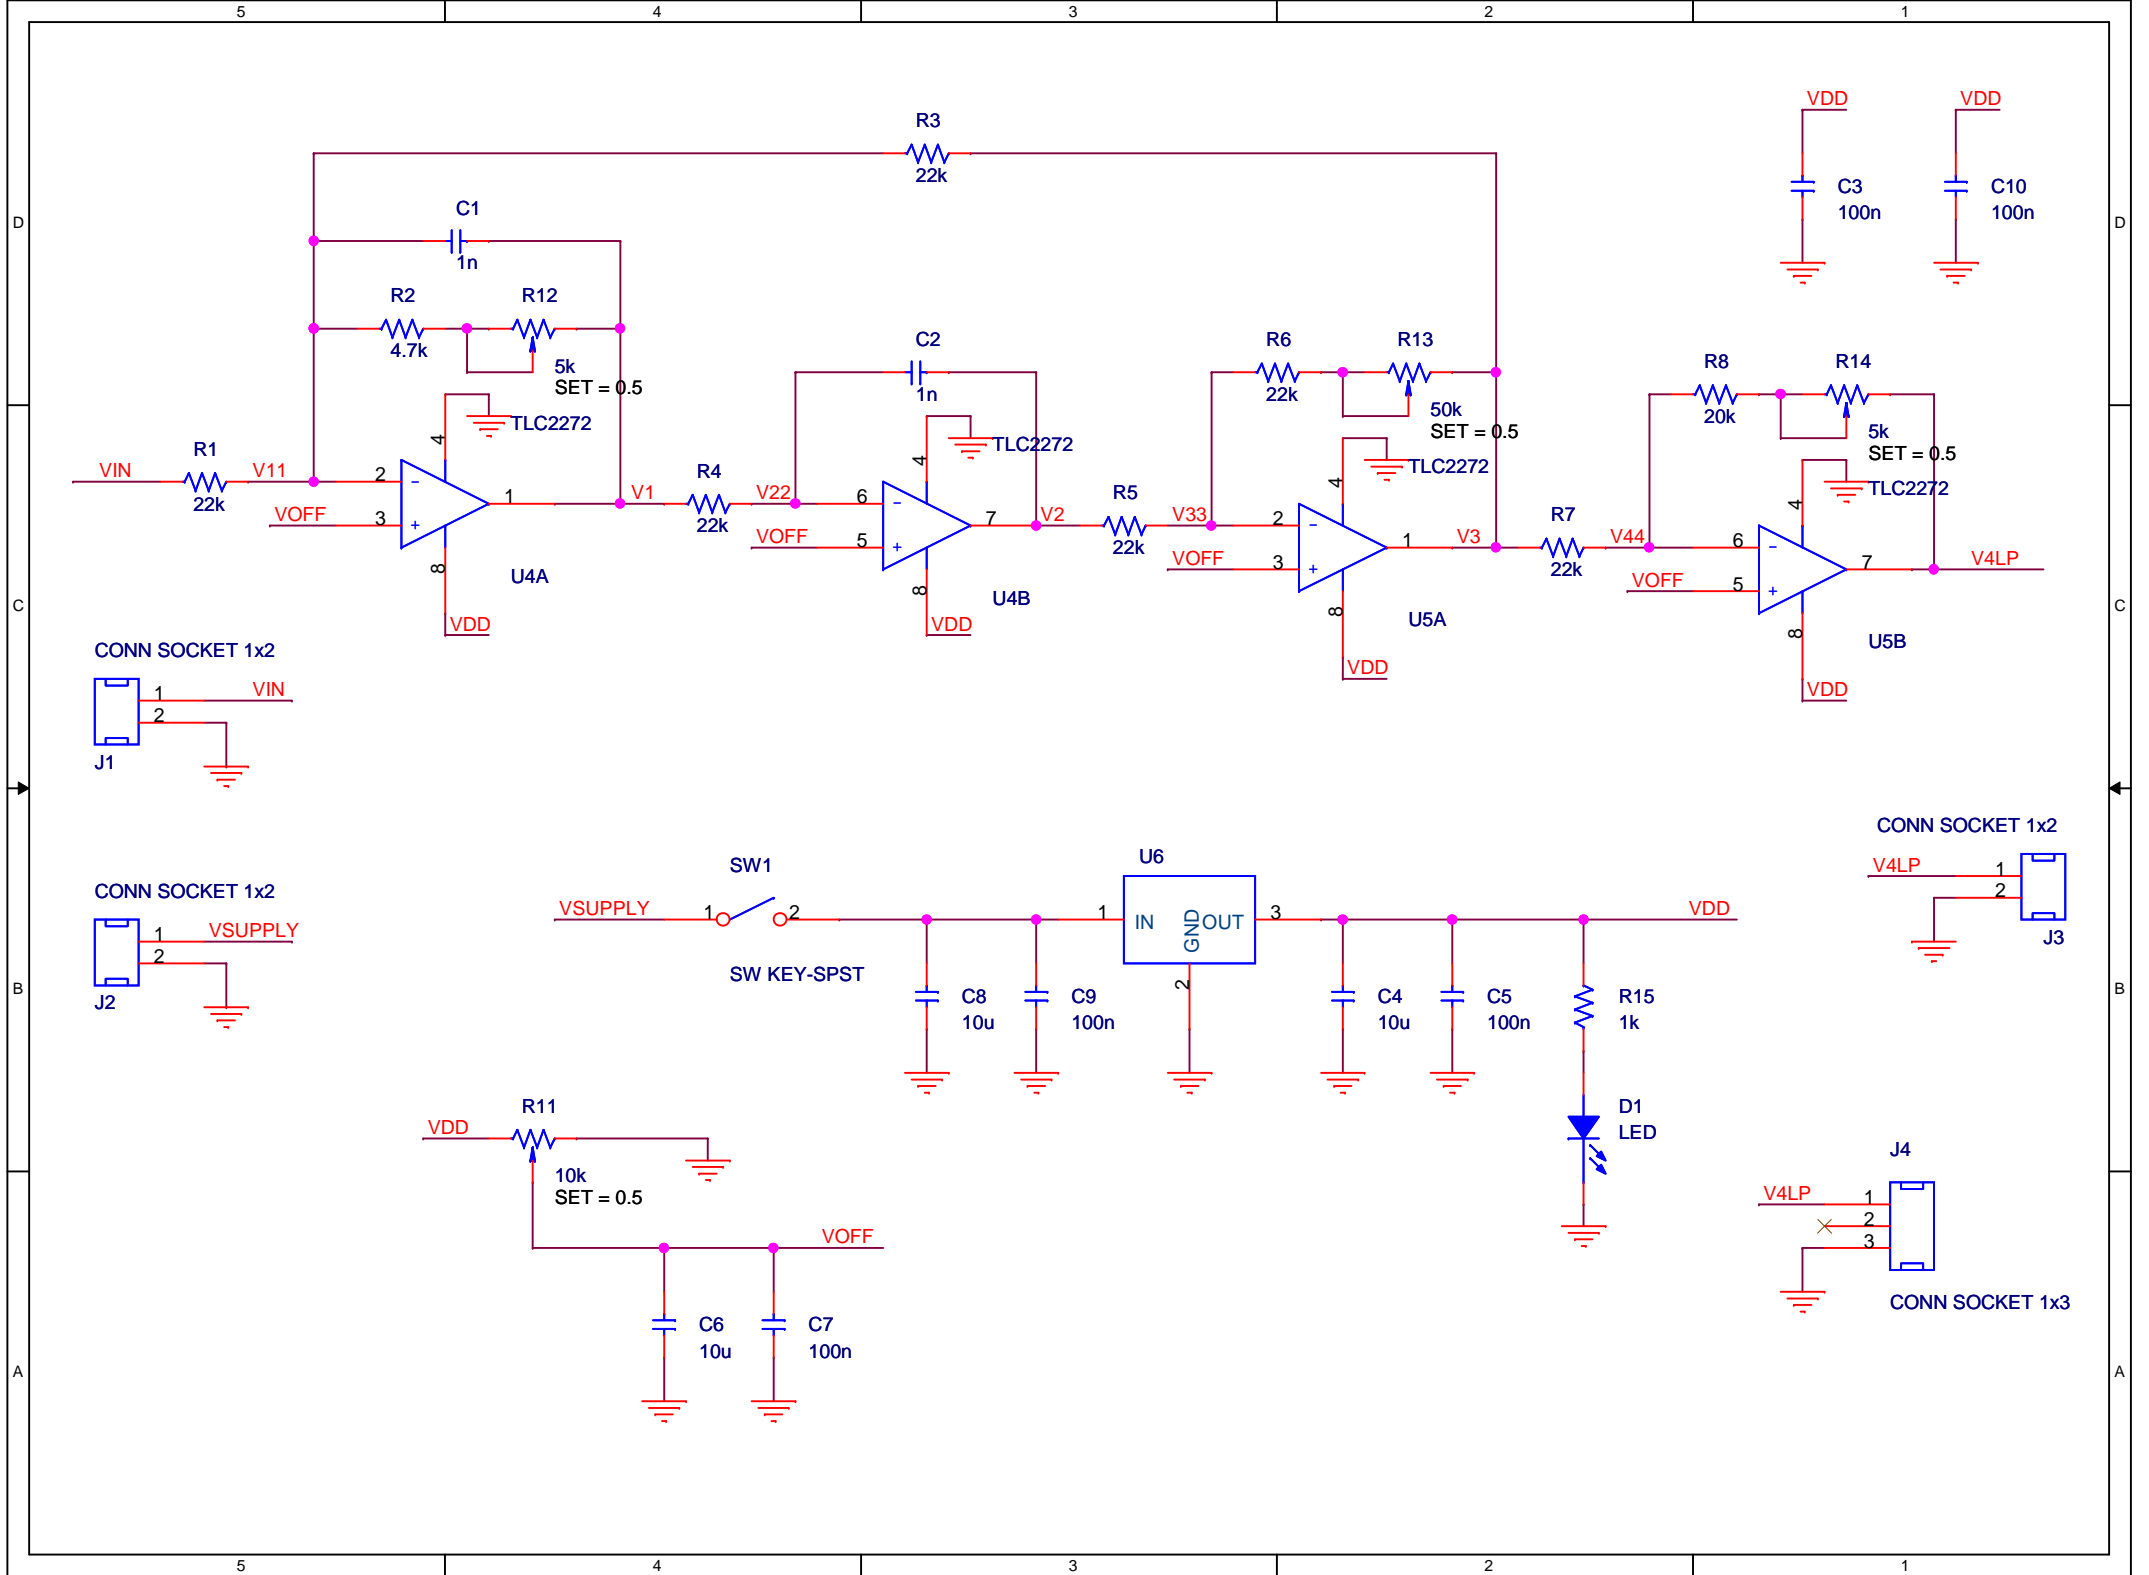 5 4 3 2 1
D
D
C
C
B
B
A
A
R3
22k
C1
1n
R2
4.7k
R12
5k
SET = 0.5
TLC2272
4
VIN
R1
22k
V11
2
VOFF
3
1
8
U4A
VDD
V1
R4
22k
V22
C2
1n
TLC2272
4
6
VOFF
5
7
8
U4B
VDD
V2
R5
22k
V33
R6
22k
R13
50k
SET = 0.5
TLC2272
4
2
VOFF
3
1
8
U5A
VDD
V3
R7
22k
V44
R8
20k
R14
5k
SET = 0.5
TLC2272
4
6
VOFF
5
7
8
U5B
VDD
V4LP
VDD
C3
100n
VDD
C10
100n
CONN SOCKET 1x2
1
VIN
2
J1
CONN SOCKET 1x2
1
VSUPPLY
2
J2
VSUPPLY
SW1
1
2
SW KEY-SPST
C8
10u
C9
100n
U6
1
IN
GND
OUT
3
2
C4
10u
C5
100n
VDD
R15
1k
D1
LED
CONN SOCKET 1x2
V4LP
1
2
J3
J4
V4LP
1
2
3
CONN SOCKET 1x3
VDD
R11
10k
SET = 0.5
VOFF
C6
10u
C7
100n
5 4 3 2 1